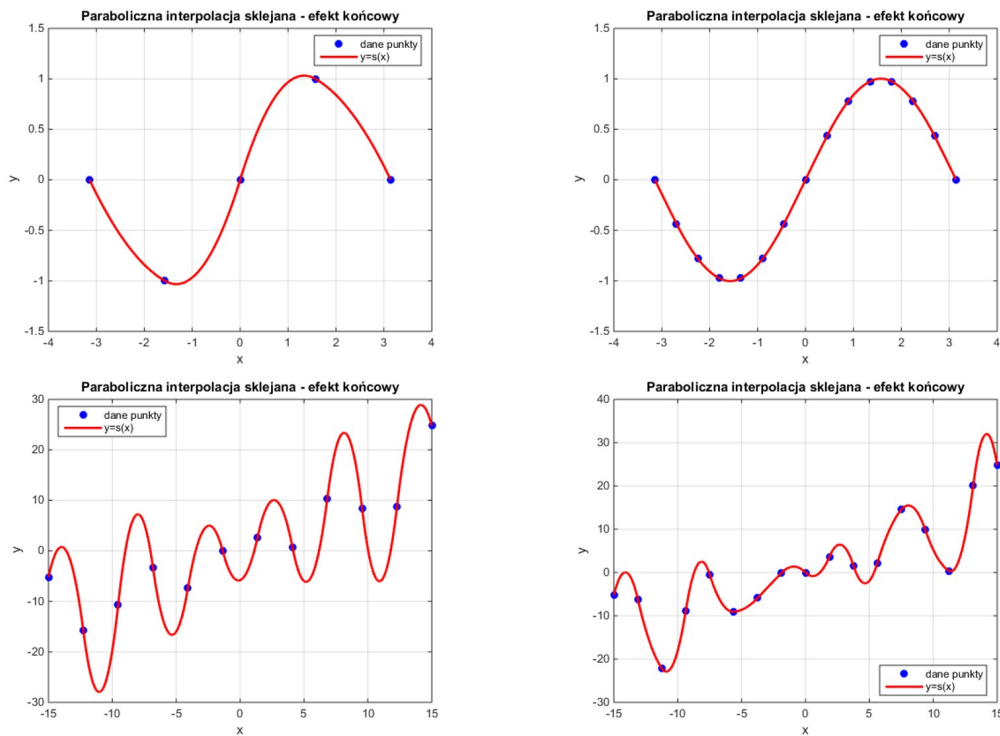 Paraboliczna interpolacja sklejana - efekt końcowy
1.5
1
0.5
0
-0.5
-1
-1.5
y
dane punkty
y=s(x)
-4 -3 -2 -1 0 1 2 3 4
x
Paraboliczna interpolacja sklejana - efekt końcowy
1.5
1
0.5
0
-0.5
-1
-1.5
y
dane punkty
y=s(x)
-4 -3 -2 -1 0 1 2 3 4
x
Paraboliczna interpolacja sklejana - efekt końcowy
30
20
10
0
-10
-20
-30
y
dane punkty
y=s(x)
-15 -10 -5 0 5 10 15
x
Paraboliczna interpolacja sklejana - efekt końcowy
40
30
20
10
0
-10
-20
-30
y
dane punkty
y=s(x)
-15 -10 -5 0 5 10 15
x